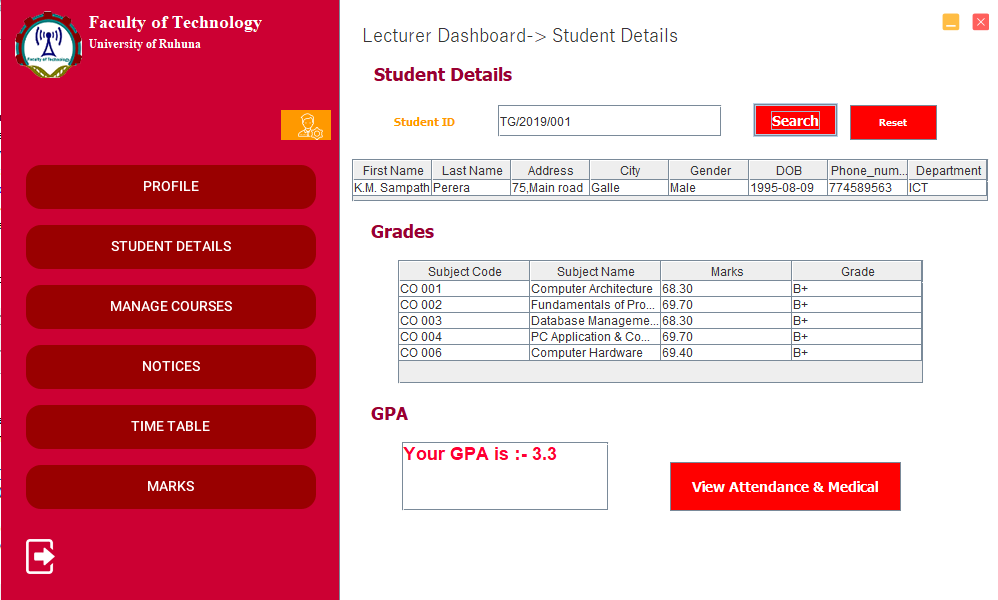 Faculty of Technology
University of Ruhuna
Faculty of Technology
PROFILE
STUDENT DETAILS
MANAGE COURSES
NOTICES
TIME TABLE
MARKS
Lecturer Dashboard-> Student Details
Student Details
Student ID TG/2019/001 Search Reset
First Name Last Name Address City Gender DOB Phone_num... Department
K.M. Sampath Perera 75,Main road Galle Male 1995-08-09 774589563 ICT
Grades
Subject Code Subject Name Marks Grade
CO 001 Computer Architecture 68.30 B+
CO 002 Fundamentals of Pro... 69.70 B+
CO 003 Database Manageme... 68.30 B+
CO 004 PC Application & Co... 69.70 B+
CO 006 Computer Hardware 69.40 B+
GPA
Your GPA is :- 3.3
View Attendance & Medical